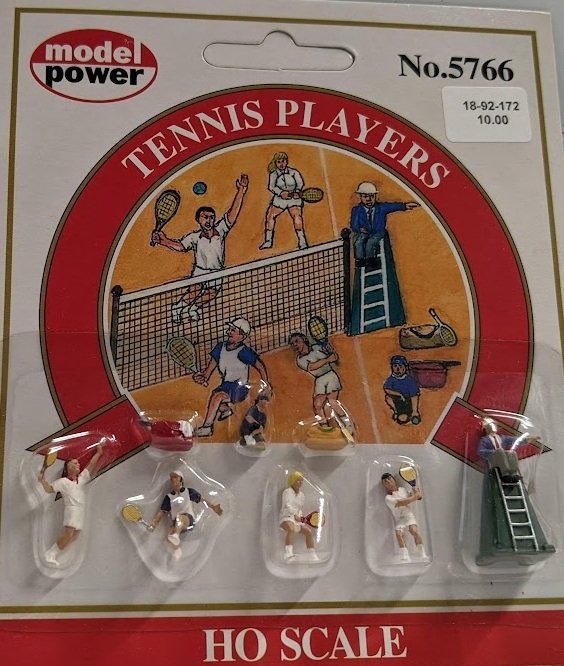 model
power
No.5766
18-92-172
10.00
TENNIS PLAYERS
HO SCALE